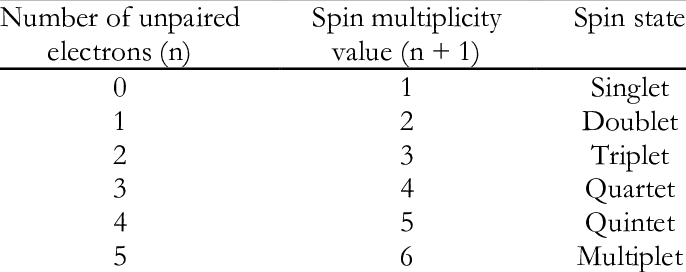 Number of unpaired electrons (n) Spin multiplicity value (n + 1) Spin state
0 1 Singlet
1 2 Doublet
2 3 Triplet
3 4 Quartet
4 5 Quintet
5 6 Multiplet